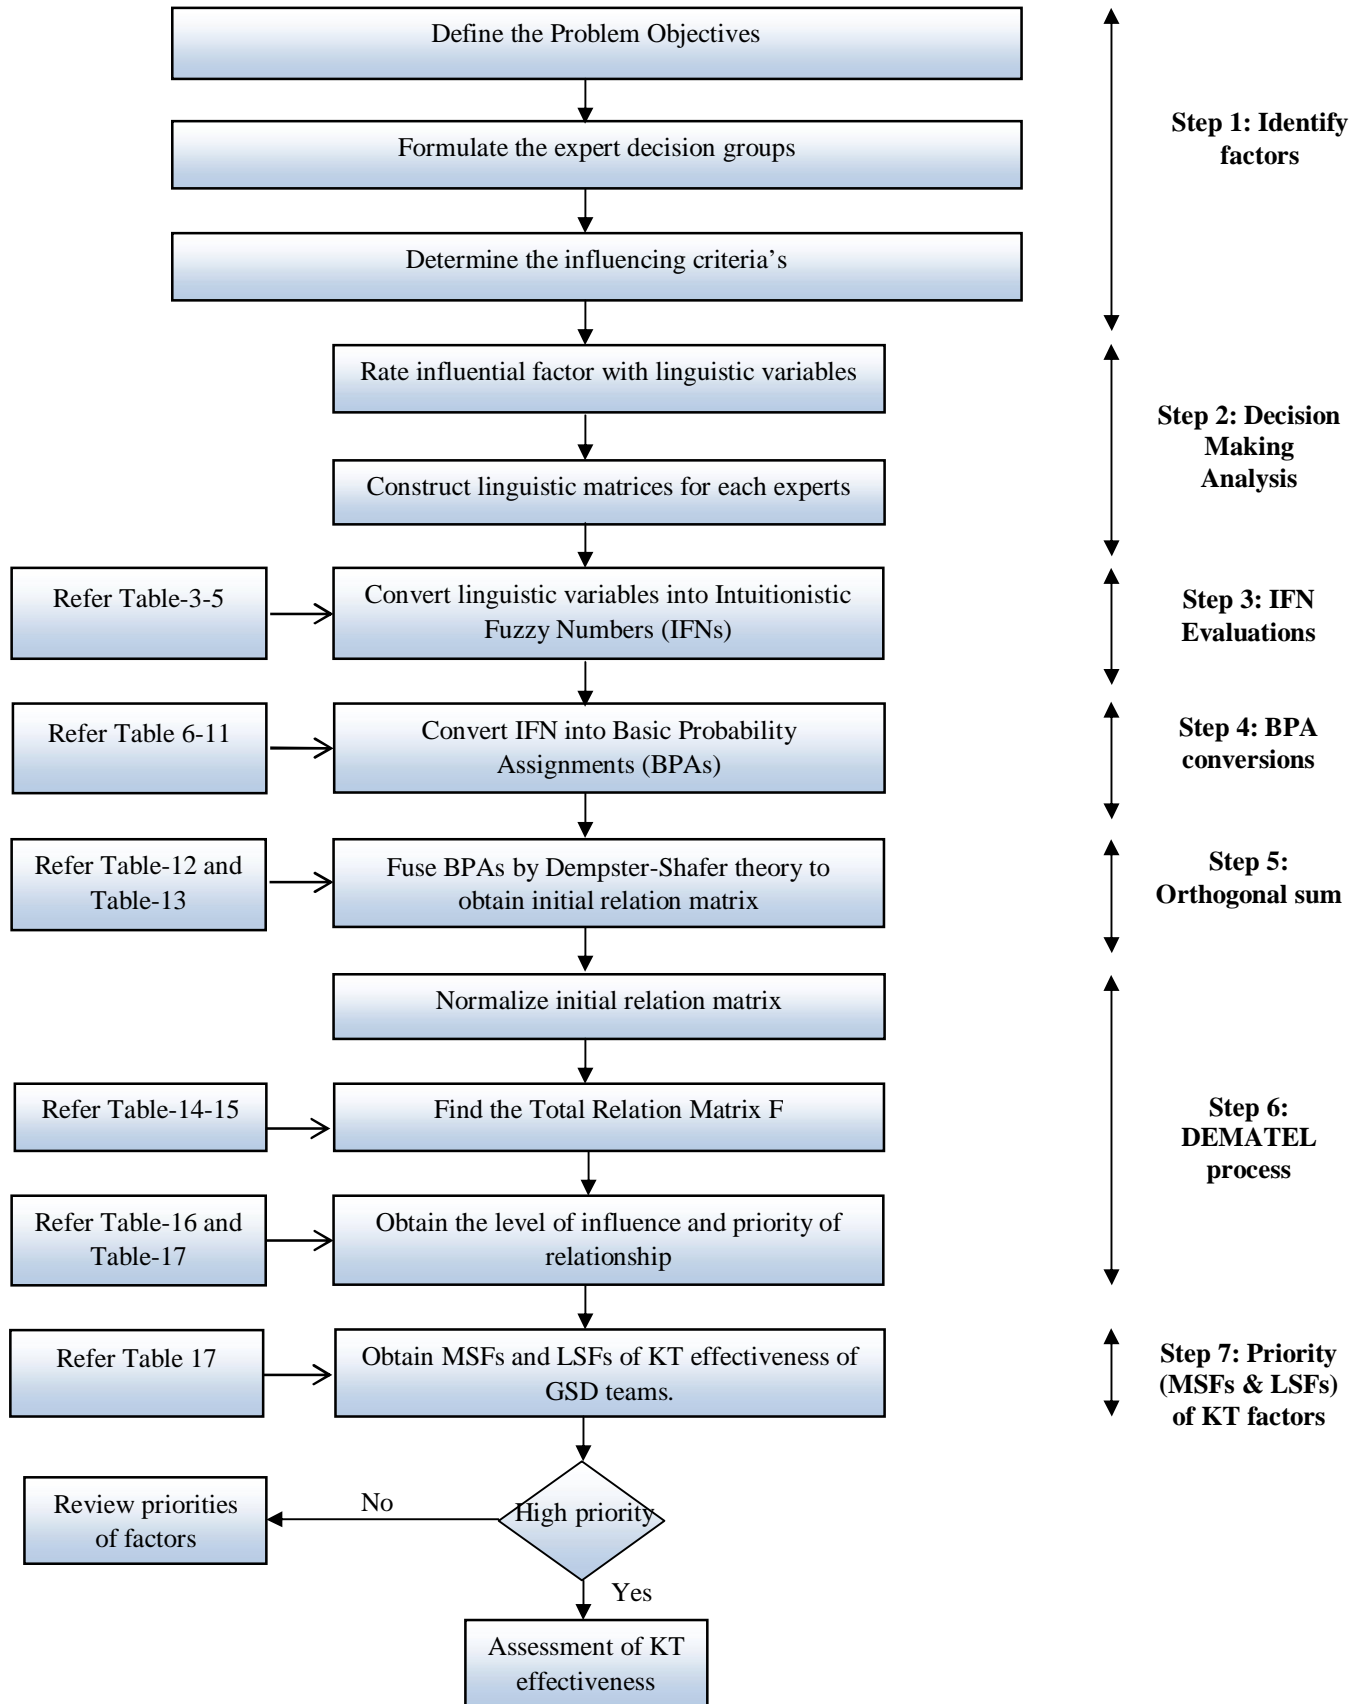 Define the Problem Objectives
Formulate the expert decision groups
Determine the influencing criteria’s
Step 1: Identify
factors
Rate influential factor with linguistic variables
Construct linguistic matrices for each experts
Step 2: Decision
Making
Analysis
Refer Table-3-5
Convert linguistic variables into Intuitionistic
Fuzzy Numbers (IFNs)
Step 3: IFN
Evaluations
Refer Table 6-11
Convert IFN into Basic Probability
Assignments (BPAs)
Step 4: BPA
conversions
Refer Table-12 and
Table-13
Fuse BPAs by Dempster-Shafer theory to
obtain initial relation matrix
Step 5:
Orthogonal sum
Normalize initial relation matrix
Refer Table-14-15
Find the Total Relation Matrix F
Refer Table-16 and
Table-17
Obtain the level of influence and priority of
relationship
Step 6:
DEMATEL
process
Refer Table 17
Obtain MSFs and LSFs of KT effectiveness of
GSD teams.
Step 7: Priority
(MSFs & LSFs)
of KT factors
High priority
No
Review priorities
of factors
Yes
Assessment of KT
effectiveness